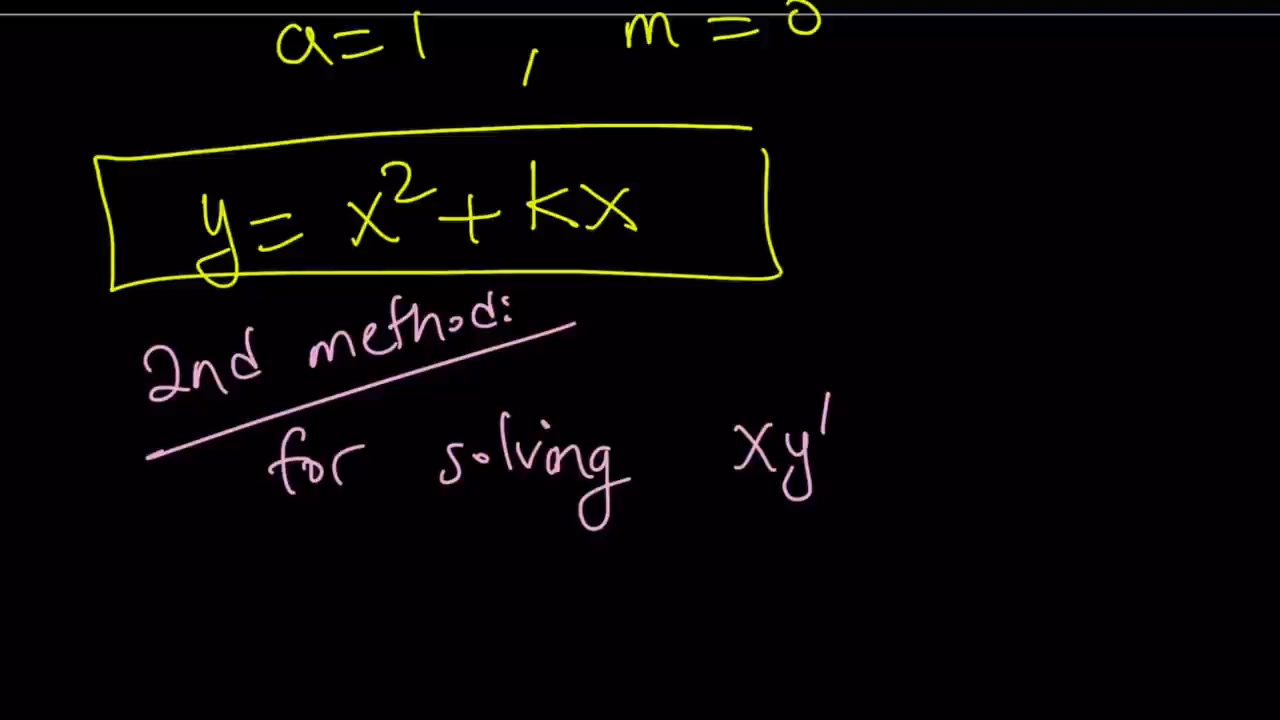 a = 1 , m = 0
y = x² + kx
2nd method:
for solving xy'